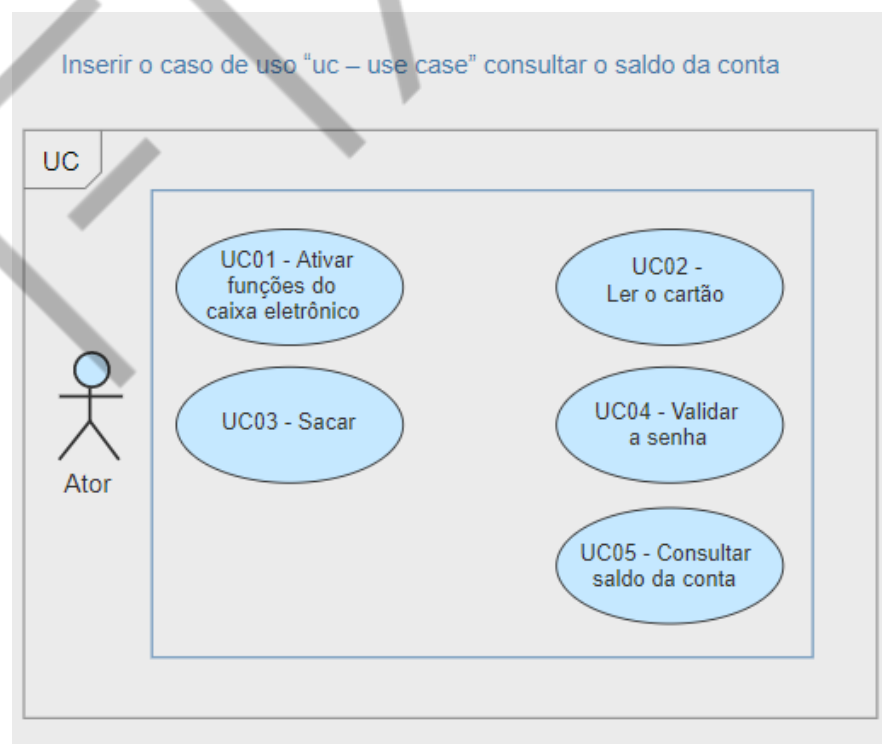 Inserir o caso de uso “uc – use case” consultar o saldo da conta
UC
UC01 - Ativar
funções do
caixa eletrônico
UC02 -
Ler o cartão
UC03 - Sacar
UC04 - Validar
a senha
Ator
UC05 - Consultar
saldo da conta